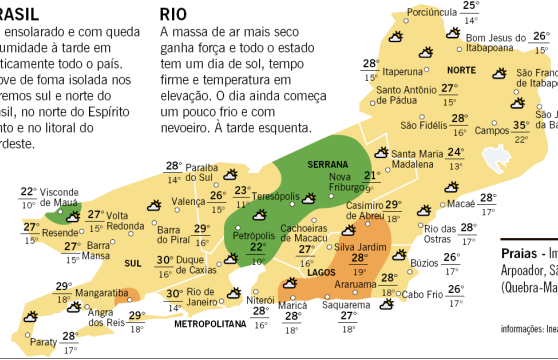 RASIL
ensolarado e com queda
umidade à tarde em
ticamente todo o país.
ove de foma isolada nos
remos sul e norte do
sil, no norte do Espírito
nto e no litoral do
rdeste.
RIO
A massa de ar mais seco
ganha força e todo o estado
tem um dia de sol, tempo
firme e temperatura em
elevação. O dia ainda começa
um pouco frio e com
nevoeiro. À tarde esquenta.
Porciúncula 25°
14°
Bom Jesus do
Itabapoana
26°
15°
28°
15°
Itaperuna
NORTE
São Franc
de Itabap
Santo Antônio
de Pádua
27°
15°
São Jo
da Ba
São Fidélis 28°
16°
Campos 35°
22°
28°
14°
Paraíba
do Sul
SERRANA
Santa Maria
Madalena
24°
13°
Nova
Friburgo
21°
9°
22°
10°
Visconde
de Mauá
Valença 26°
15°
23°
11°
Teresópolis
Casimiro
de Abreu
29°
18°
Macaé 28°
17°
27°
15°
Resende
27°
15°
Volta
Redonda
Barra
do Piraí
29°
16°
Petrópolis
22°
10°
Cachoeiras
de Macacu
27°
16°
Rio das
Ostras
28°
17°
27°
15°
Barra
Mansa
SUL
30°
16°
Duque
de Caxias
Silva Jardim
28°
19°
LAGOS
Búzios 26°
17°
29°
18°
Mangaratiba
30°
14°
Rio de
Janeiro
Niterói
28°
16°
Maricá
28°
18°
Araruama
28°
18°
Saquarema
27°
18°
Cabo Frio 26°
17°
Angra
dos Reis
29°
18°
METROPOLITANA
Paraty 28°
17°
Praias - Im
Arpoador, Sã
(Quebra-Ma
informações: Inea